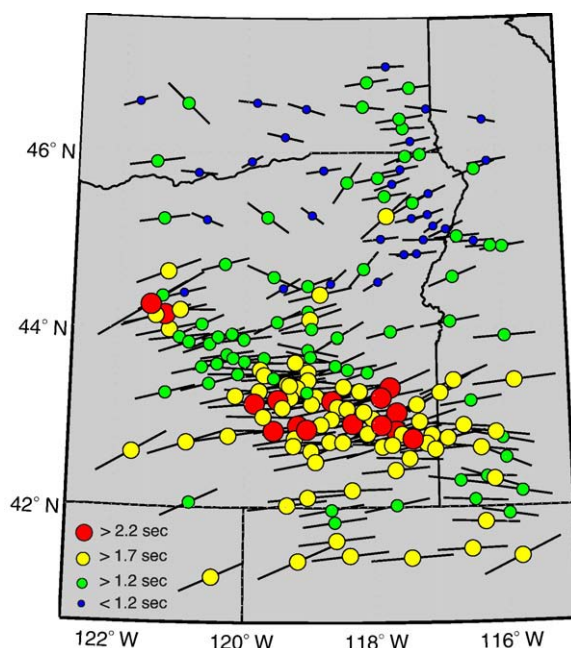 46° N
44° N
42° N
> 2.2 sec
> 1.7 sec
> 1.2 sec
< 1.2 sec
122° W
120° W
118° W
116° W